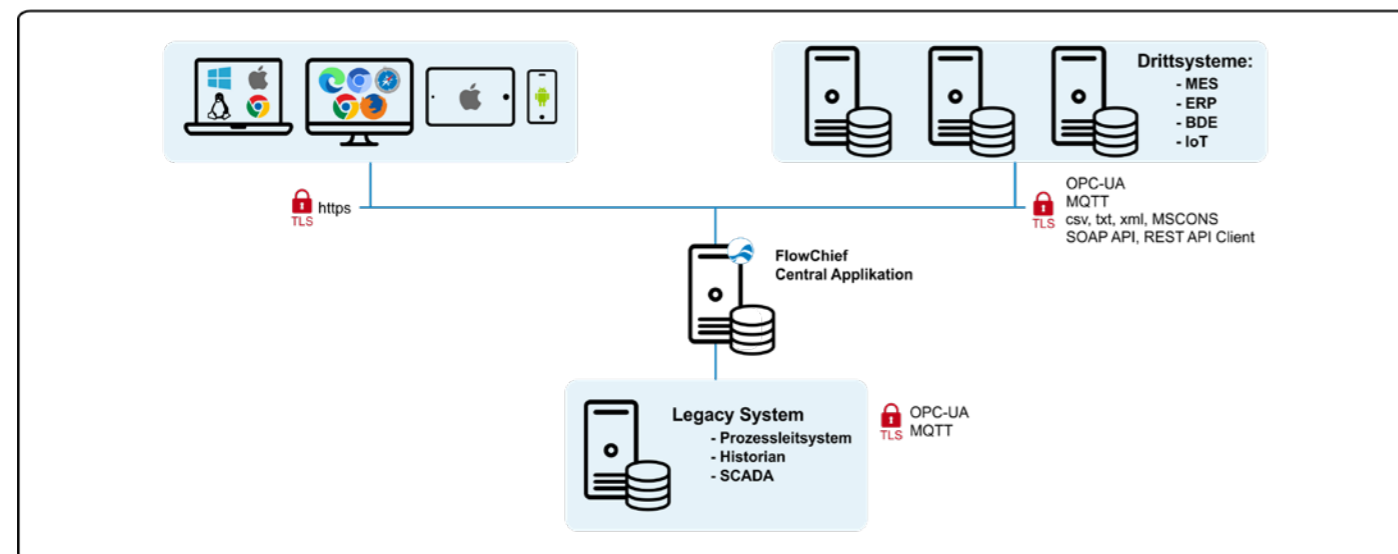 Drittsysteme:
- MES
- ERP
- BDE
- IoT
TLS
https
TLS
OPC-UA
MQTT
csv, txt, xml, MSCONS
SOAP API, REST API Client
FlowChief
Central Applikation
Legacy System
- Prozessleitsystem
- Historian
- SCADA
TLS
OPC-UA
MQTT